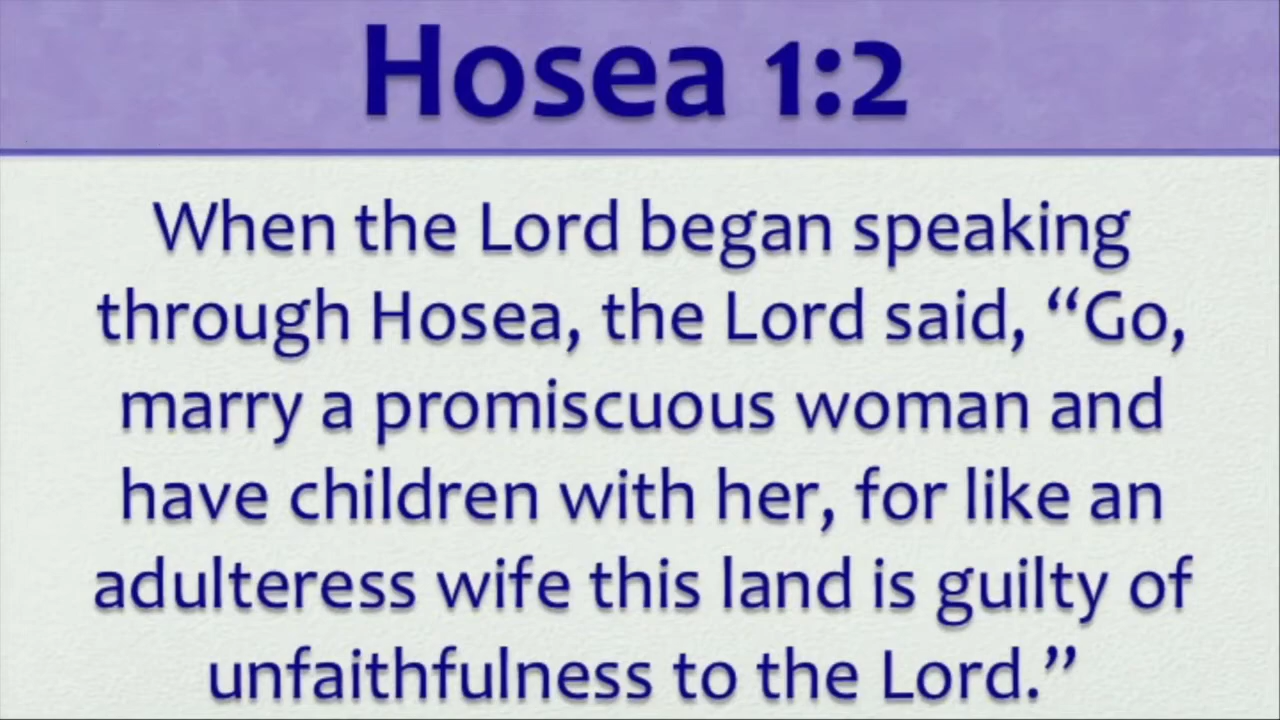 Hosea 1:2
When the Lord began speaking
through Hosea, the Lord said, “Go,
marry a promiscuous woman and
have children with her, for like an
adulteress wife this land is guilty of
unfaithfulness to the Lord.”